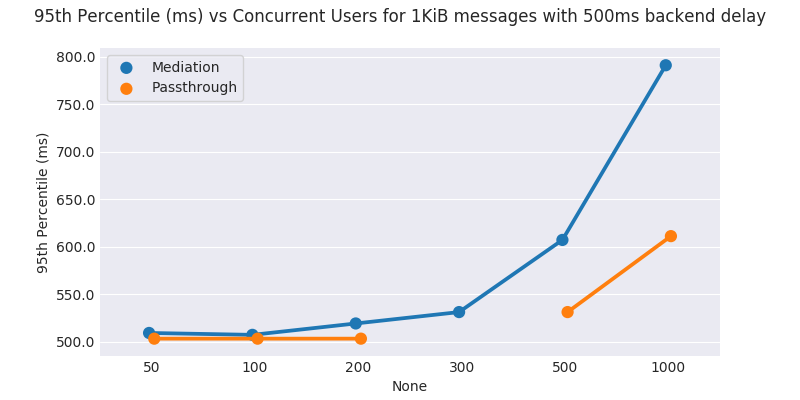 95th Percentile (ms) vs Concurrent Users for 1KiB messages with 500ms backend delay
Mediation
Passthrough
95th Percentile (ms)
800.0
750.0
700.0
650.0
600.0
550.0
500.0
50 100 200 300 500 1000
None